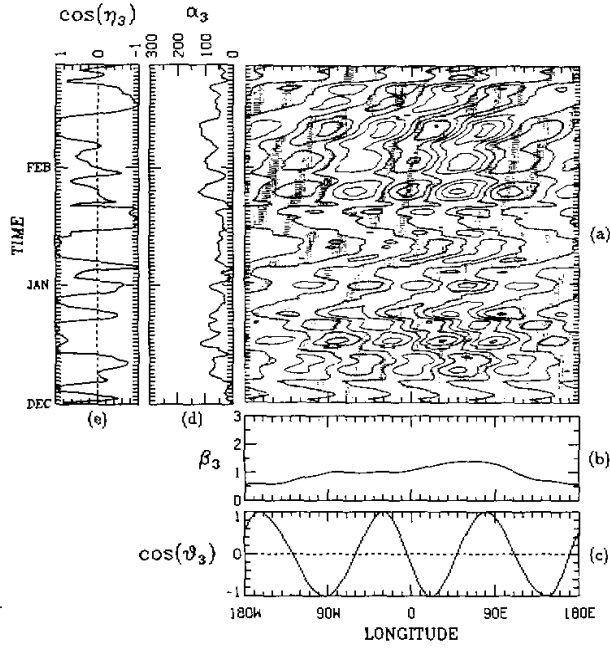 cos(η₃) α₃
1 0 -1 300 200 100 0
FEB
TIME
(a)
JAN
DEC
(e) (d)
3
2
β₃ (b)
1
0
1
cos(ϑ₃) 0 (c)
-1
180W 90W 0 90E 180E
LONGITUDE